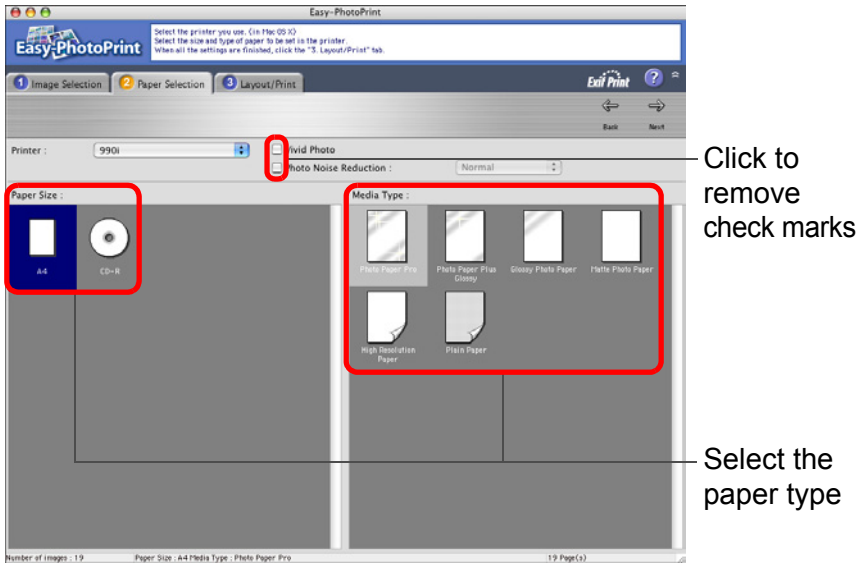 Easy-PhotoPrint
Easy-PhotoPrint
Select the printer you use. (in Mac OS X)
Select the size and type of paper to be set in the printer.
When all the settings are finished, click the "3. Layout/Print" tab.
1 Image Selection
2 Paper Selection
3 Layout/Print
Exif Print
?
Back
Next
Printer :
990i
Vivid Photo
Photo Noise Reduction :
Normal
Click to
remove
check marks
Paper Size :
A4
CD-R
Media Type :
Photo Paper Pro
Photo Paper Plus
Glossy
Glossy Photo Paper
Matte Photo Paper
High Resolution
Paper
Plain Paper
Select the
paper type
Number of images : 19
Paper Size : A4 Media Type : Photo Paper Pro
19 Page(s)